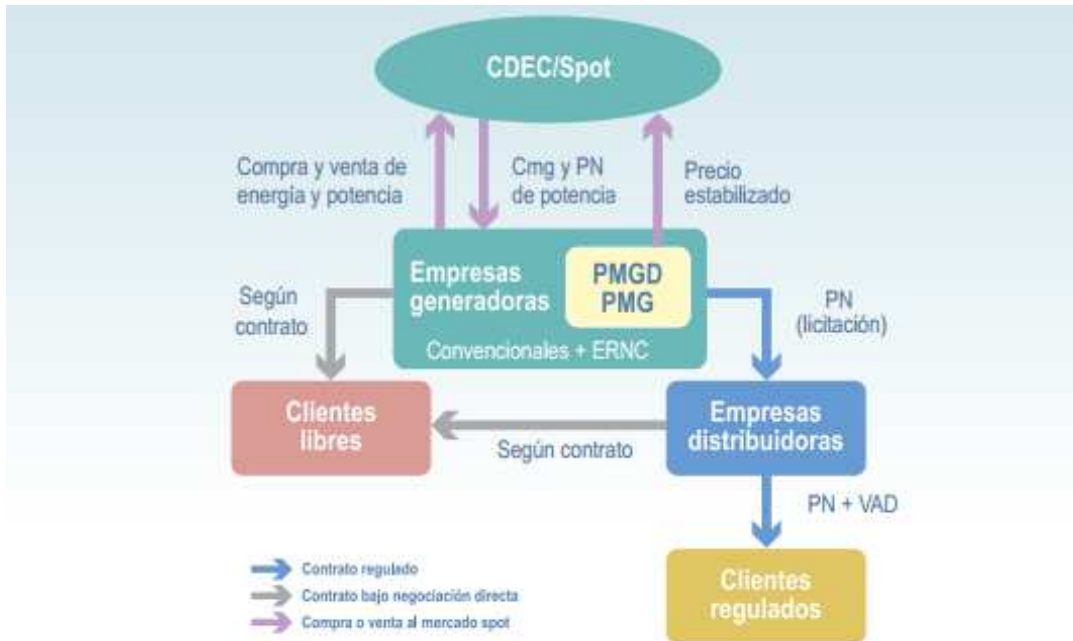 CDEC/Spot
Compra y venta de
energía y potencia
Cmg y PN
de potencia
Precio
estabilizado
Empresas
generadoras
PMGD
PMG
Convencionales + ERNC
Según
contrato
PN
(licitación)
Clientes
libres
Según contrato
Empresas
distribuidoras
PN + VAD
Clientes
regulados
Contrato regulado
Contrato bajo negociación directa
Compra o venta al mercado spot